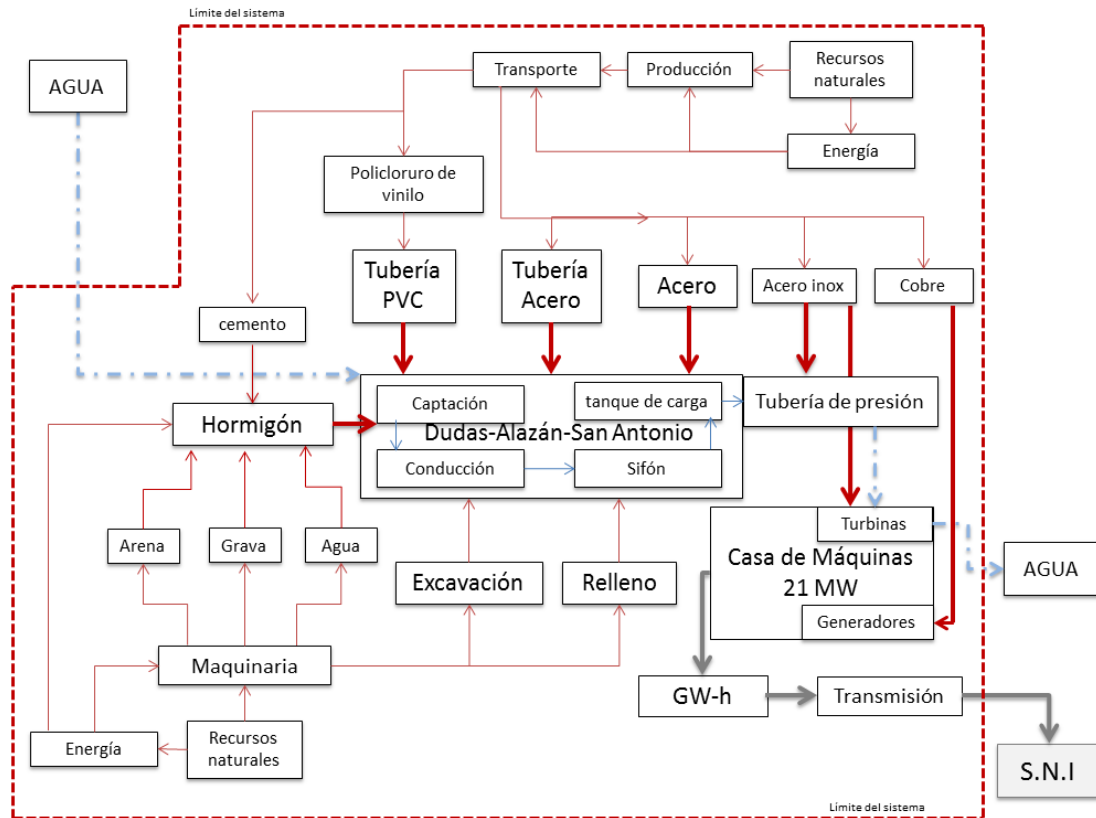 Limite del sistema
AGUA
Transporte
Producción
Recursos
naturales
Energía
Policloruro de
vinilo
Tubería
PVC
Tubería
Acero
Acero
Acero inox
Cobre
cemento
Captación
tanque de carga
Tubería de presión
Hormigón
Dudas-Alazán-San Antonio
Conducción
Sifón
Turbinas
Arena
Grava
Agua
Casa de Máquinas
21 MW
Excavación
Relleno
AGUA
Generadores
Maquinaria
GW-h
Transmisión
Energía
Recursos
naturales
S.N.I
Limite del sistema